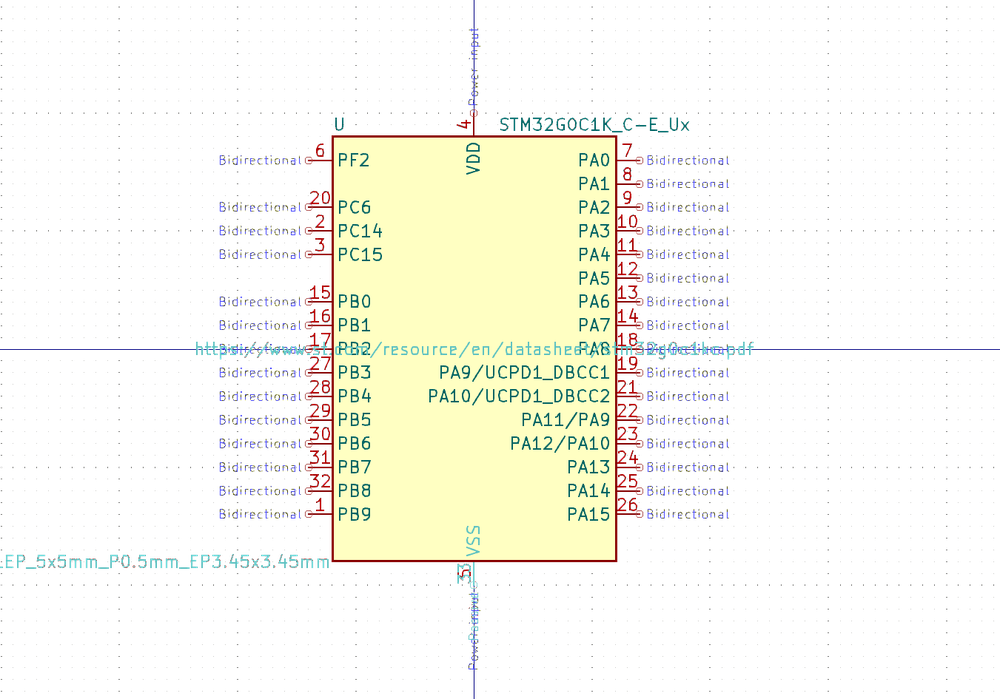 Power input
4
U STM32G0C1K_C-E_Ux
VDD
Bidirectional 6 PF2 PA0 7 Bidirectional
PA1 8 Bidirectional
Bidirectional 20 PC6 PA2 9 Bidirectional
Bidirectional 2 PC14 PA3 10 Bidirectional
Bidirectional 3 PC15 PA4 11 Bidirectional
PA5 12 Bidirectional
Bidirectional 15 PB0 PA6 13 Bidirectional
Bidirectional 16 PB1 PA7 14 Bidirectional
17 18
Bidirectional 27 PB3 PA9/UCPD1_DBCC1 19 Bidirectional
Bidirectional 28 PB4 PA10/UCPD1_DBCC2 21 Bidirectional
Bidirectional 29 PB5 PA11/PA9 22 Bidirectional
Bidirectional 30 PB6 PA12/PA10 23 Bidirectional
Bidirectional 31 PB7 PA13 24 Bidirectional
Bidirectional 32 PB8 PA14 25 Bidirectional
Bidirectional 1 PB9 PA15 26 Bidirectional
VSS
EP_5x5mm_P0.5mm_EP3.45x3.45mm
Power input